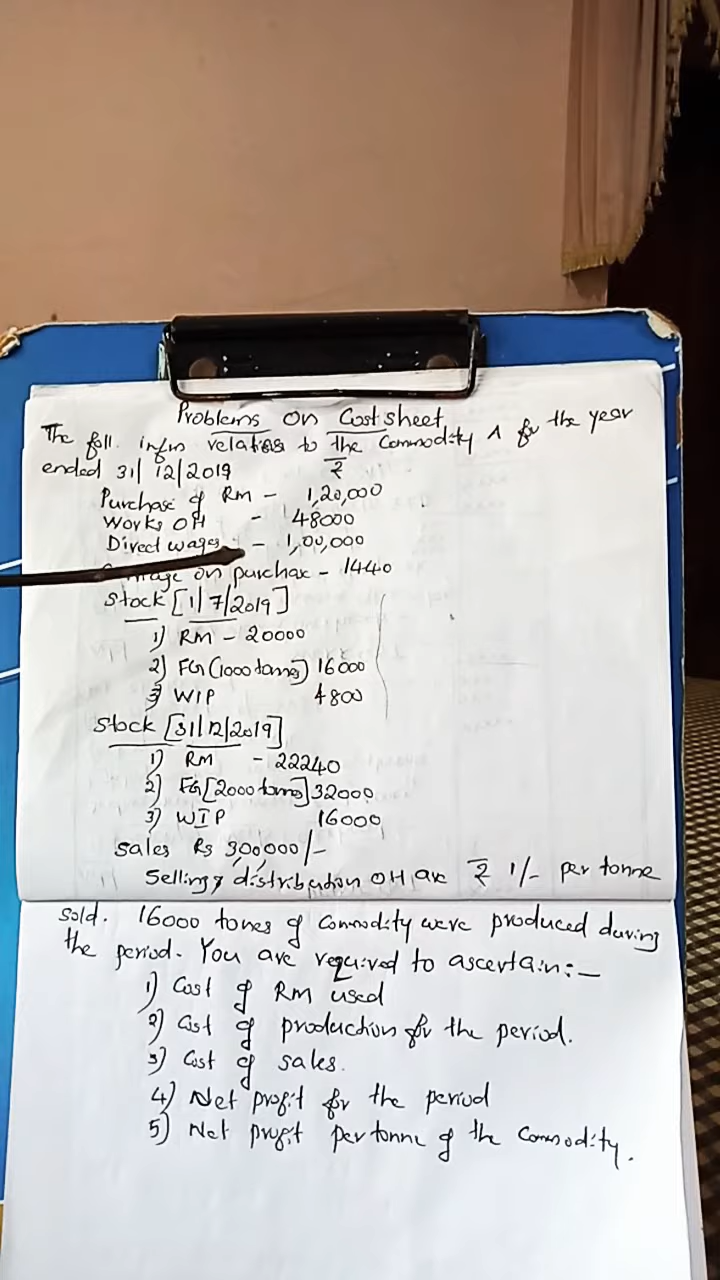 Problems on Cost sheet
The foll. infm relates to the Commodity A for the year
ended 31/12/2019 ₹
Purchase of RM - 1,20,000
Works OH - 48000
Direct wages - 1,00,000
on purchase - 1440
Stock [1/7/2019]
1) RM - 20000
2) FG (1000 tonnes) 16000
3) WIP 4800
Stock [31/12/2019]
1) RM - 22240
2) FG [2000 tonnes] 32000
3) WIP 16000
Sales Rs 3,00,000/-
Selling & distribution OH are ₹ 1/- per tonne
sold. 16000 tones of Commodity were produced during
the period. You are required to ascertain:-
1) Cost of RM used
2) Cost of production for the period.
3) Cost of sales.
4) Net profit for the period
5) Net profit per tonne of the Commodity.